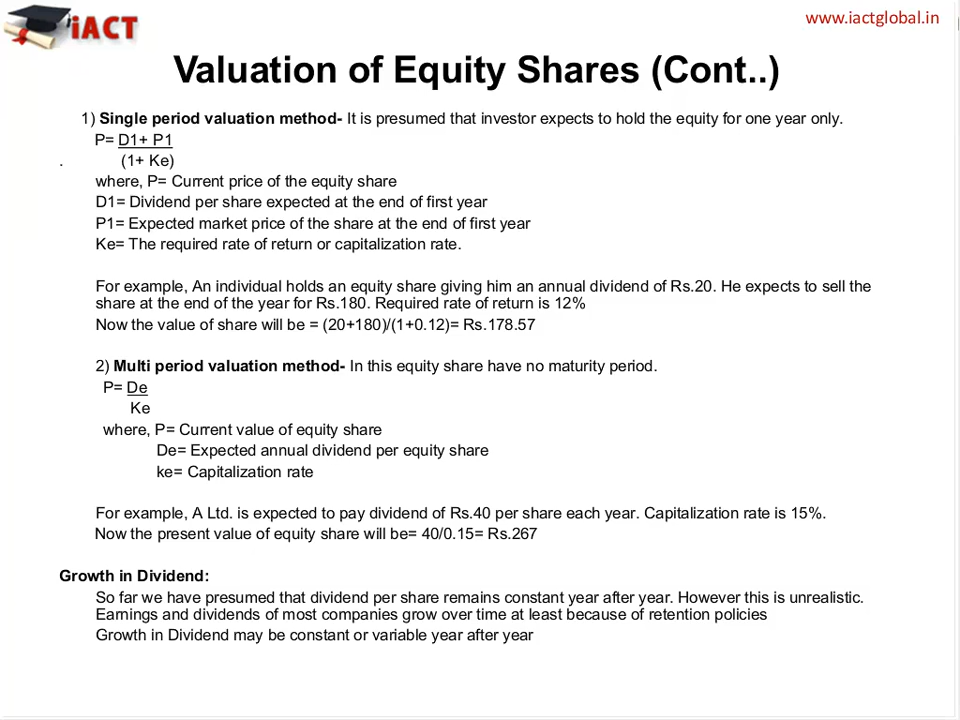 iACT
www.iactglobal.in
Valuation of Equity Shares (Cont..)
1) Single period valuation method- It is presumed that investor expects to hold the equity for one year only.
P= D1+ P1
. (1+ Ke)
where, P= Current price of the equity share
D1= Dividend per share expected at the end of first year
P1= Expected market price of the share at the end of first year
Ke= The required rate of return or capitalization rate.
For example, An individual holds an equity share giving him an annual dividend of Rs.20. He expects to sell the
share at the end of the year for Rs.180. Required rate of return is 12%
Now the value of share will be = (20+180)/(1+0.12)= Rs.178.57
2) Multi period valuation method- In this equity share have no maturity period.
P= De
Ke
where, P= Current value of equity share
De= Expected annual dividend per equity share
ke= Capitalization rate
For example, A Ltd. is expected to pay dividend of Rs.40 per share each year. Capitalization rate is 15%.
Now the present value of equity share will be= 40/0.15= Rs.267
Growth in Dividend:
So far we have presumed that dividend per share remains constant year after year. However this is unrealistic.
Earnings and dividends of most companies grow over time at least because of retention policies
Growth in Dividend may be constant or variable year after year